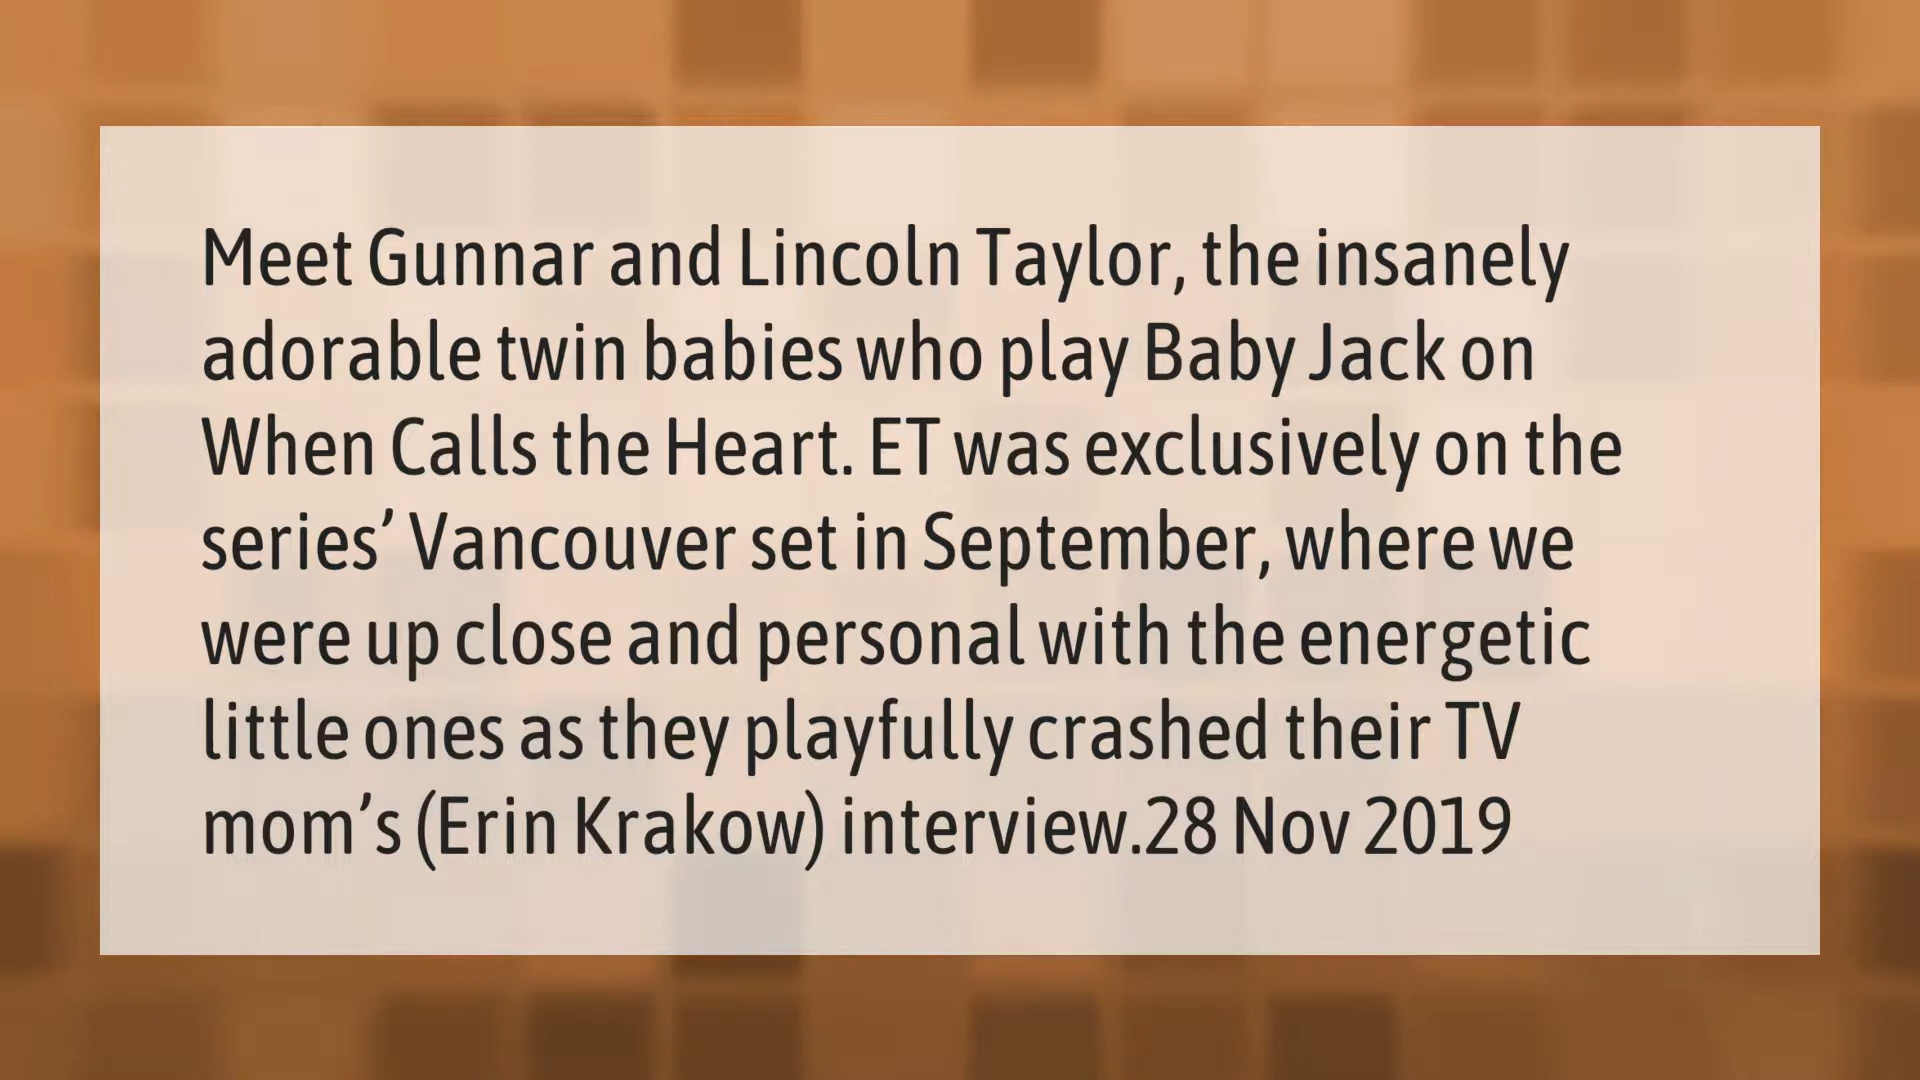 Meet Gunnar and Lincoln Taylor, the insanely
adorable twin babies who play Baby Jack on
When Calls the Heart. ET was exclusively on the
series’ Vancouver set in September, where we
were up close and personal with the energetic
little ones as they playfully crashed their TV
mom’s (Erin Krakow) interview.28 Nov 2019